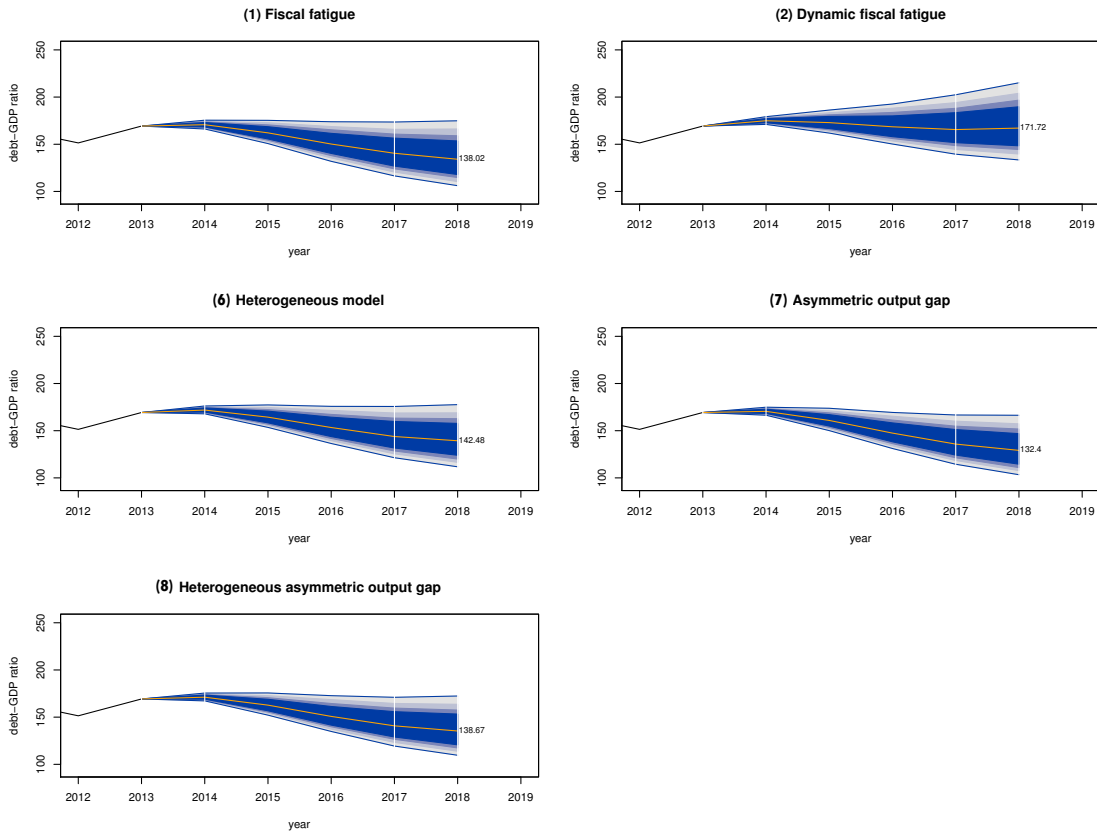 (1) Fiscal fatigue
debt−GDP ratio
250
200
150
100
138.02
2012 2013 2014 2015 2016 2017 2018 2019
year
(2) Dynamic fiscal fatigue
debt−GDP ratio
250
200
150
100
171.72
2012 2013 2014 2015 2016 2017 2018 2019
year
(6) Heterogeneous model
debt−GDP ratio
250
200
150
100
142.48
2012 2013 2014 2015 2016 2017 2018 2019
year
(7) Asymmetric output gap
debt−GDP ratio
250
200
150
100
132.4
2012 2013 2014 2015 2016 2017 2018 2019
year
(8) Heterogeneous asymmetric output gap
debt−GDP ratio
250
200
150
100
138.67
2012 2013 2014 2015 2016 2017 2018 2019
year